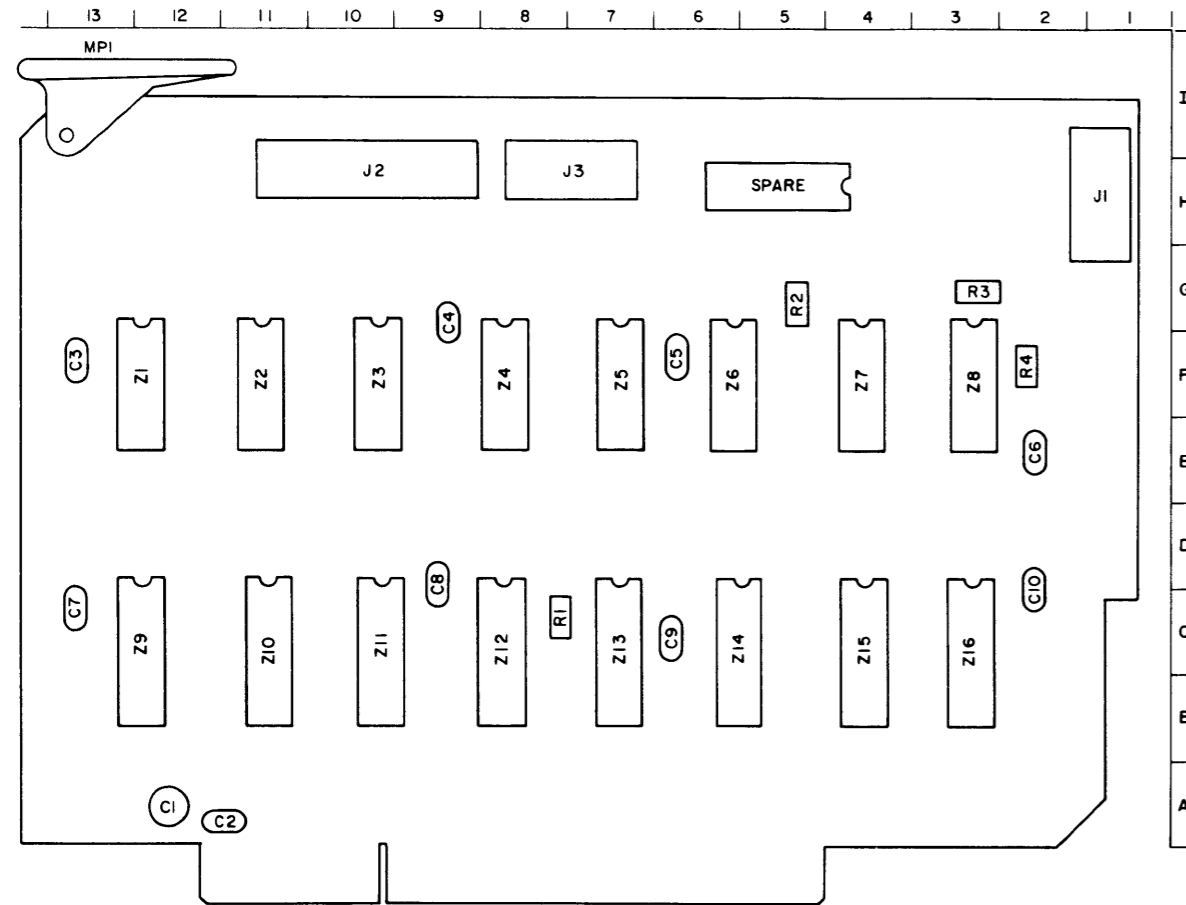 13 12 11 10 9 8 7 6 5 4 3 2 1
MP1
I
J2 J3 SPARE J1
H
R2 R3 G
C3 Z1 Z2 Z3 C4 Z4 Z5 C5 Z6 Z7 Z8 R4 F
C6 E
D
C7 Z9 Z10 Z11 C8 Z12 R1 Z13 C9 Z14 Z15 Z16 C10 C
B
C1 C2 A